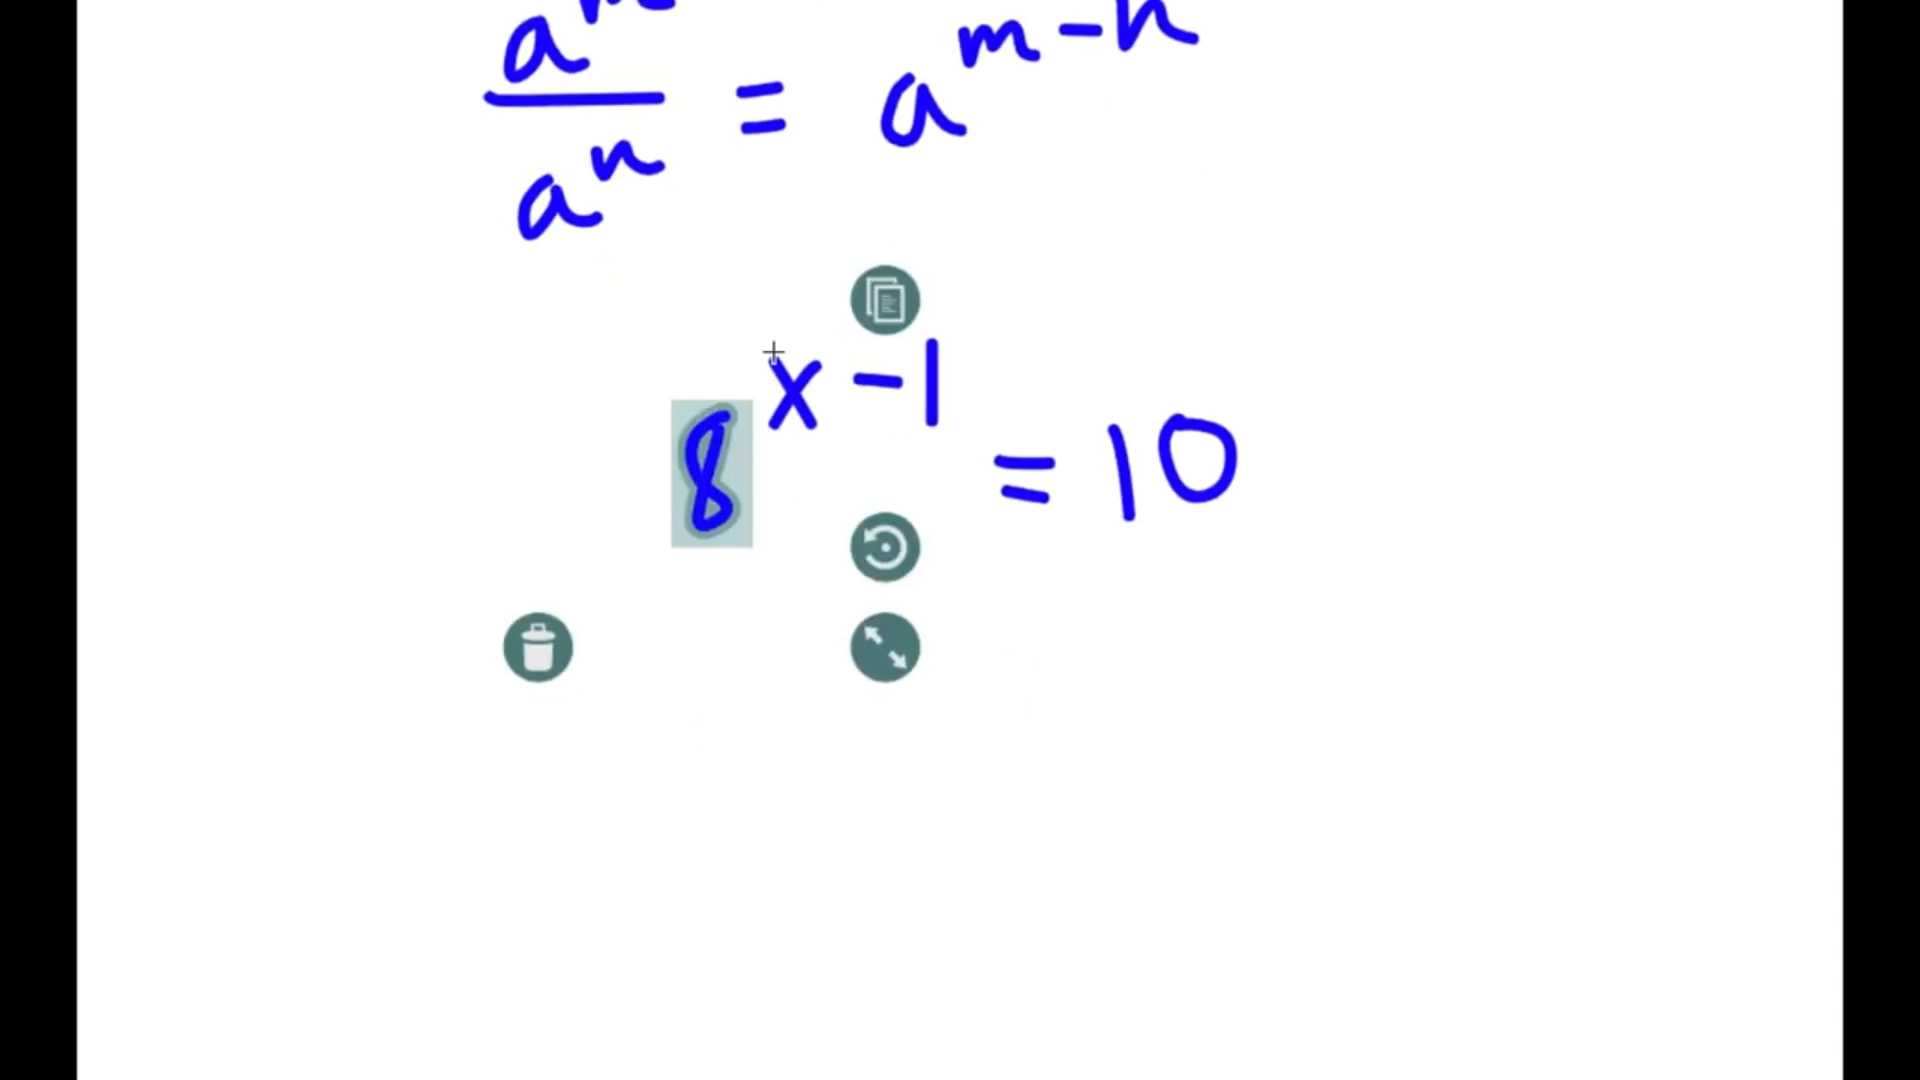 a^m / a^n = a^(m-n)
8^(x-1) = 10